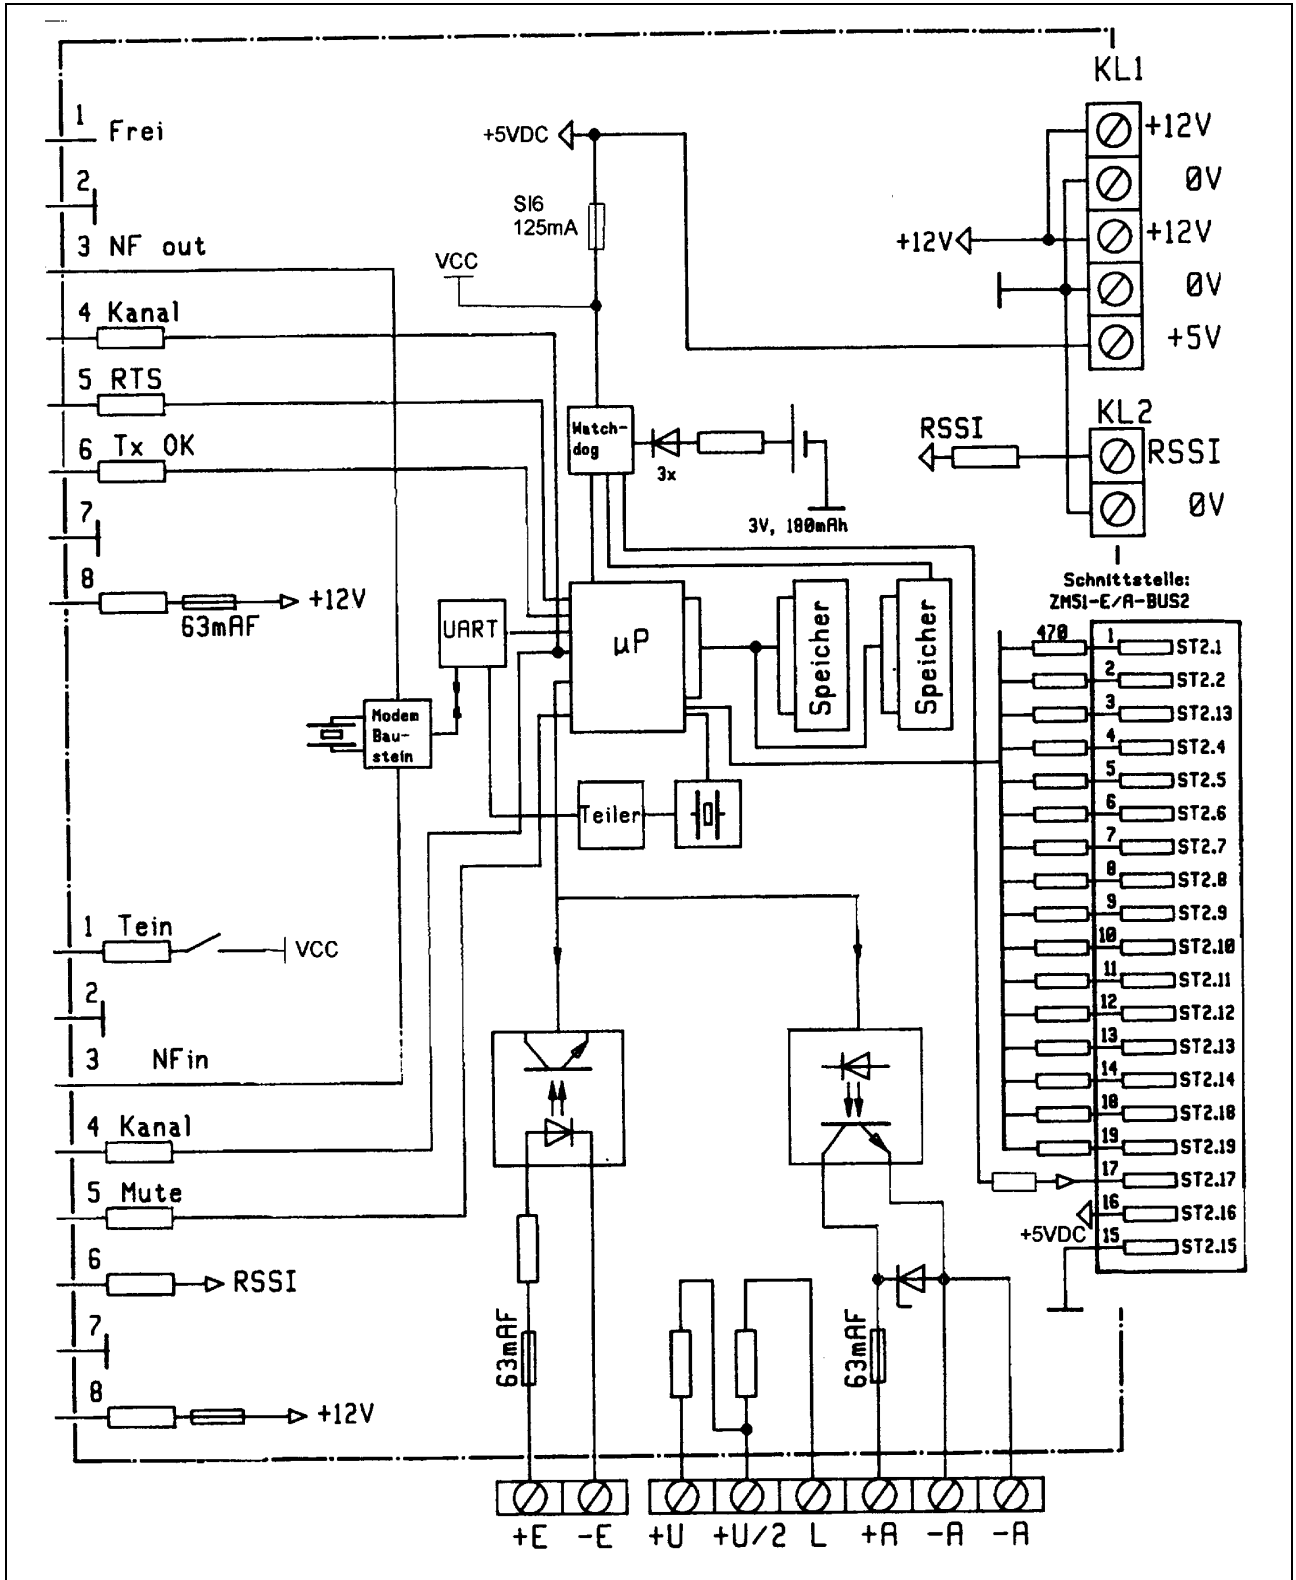 KL1
1
Frei
+5VDC
+12V
2
0V
SI6
125mA
3 NF out
VCC
+12V
+12V
4 Kanal
0V
5 RTS
+5V
6 Tx OK
Watch-
dog
3x
KL2
RSSI
RSSI
7
3V, 180mAh
0V
8
+12V
63mAF
Schnittstelle:
ZM51-E/A-BUS2
UART
µP
Speicher
Speicher
Modem
Bau-
stein
Teiler
470
1 ST2.1
2 ST2.2
3 ST2.13
4 ST2.4
5 ST2.5
6 ST2.6
7 ST2.7
8 ST2.8
9 ST2.9
10 ST2.10
11 ST2.11
12 ST2.12
13 ST2.13
14 ST2.14
18 ST2.18
19 ST2.19
17 ST2.17
16 ST2.16
+5VDC
15 ST2.15
1 Tein
VCC
2
3 NFin
4 Kanal
5 Mute
6
RSSI
7
8
+12V
63mAF
63mAF
+E
-E
+U
+U/2
L
+A
-A
-A